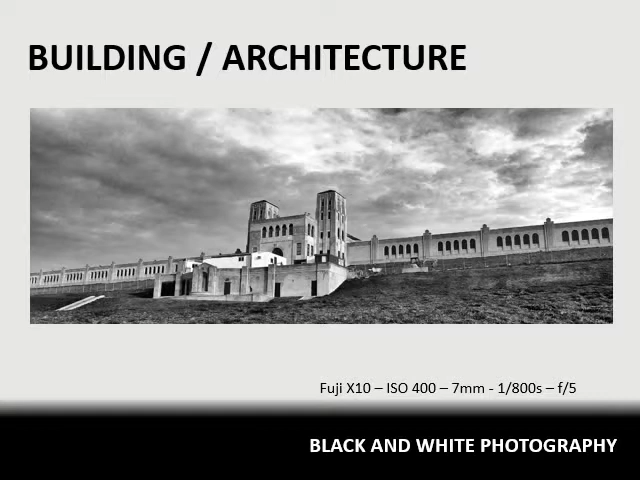 BUILDING / ARCHITECTURE
Fuji X10 – ISO 400 – 7mm - 1/800s – f/5
BLACK AND WHITE PHOTOGRAPHY